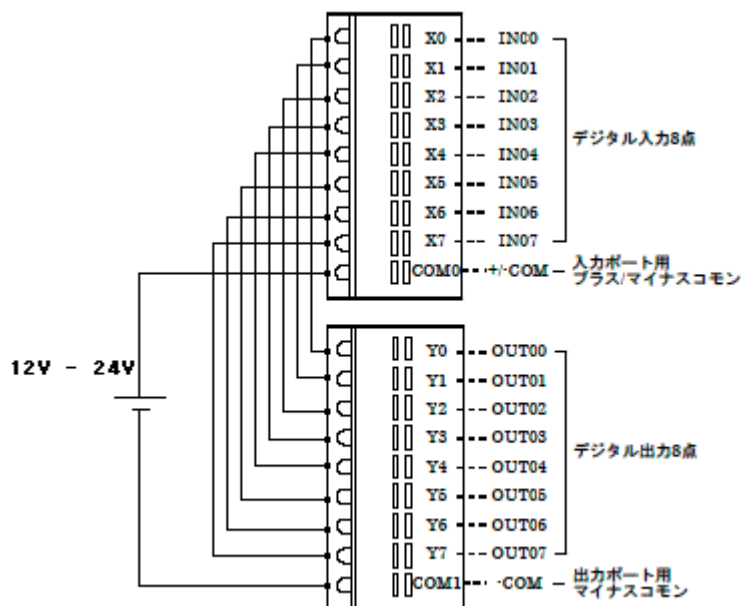 X0 IN00
X1 IN01
X2 IN02
X3 IN03
X4 IN04
X5 IN05
X6 IN06
X7 IN07
デジタル入力8点
COM0 +/-COM
入力ポート用
プラス/マイナスコモン
12V - 24V
Y0 OUT00
Y1 OUT01
Y2 OUT02
Y3 OUT03
Y4 OUT04
Y5 OUT05
Y6 OUT06
Y7 OUT07
デジタル出力8点
COM1 -COM
出力ポート用
マイナスコモン